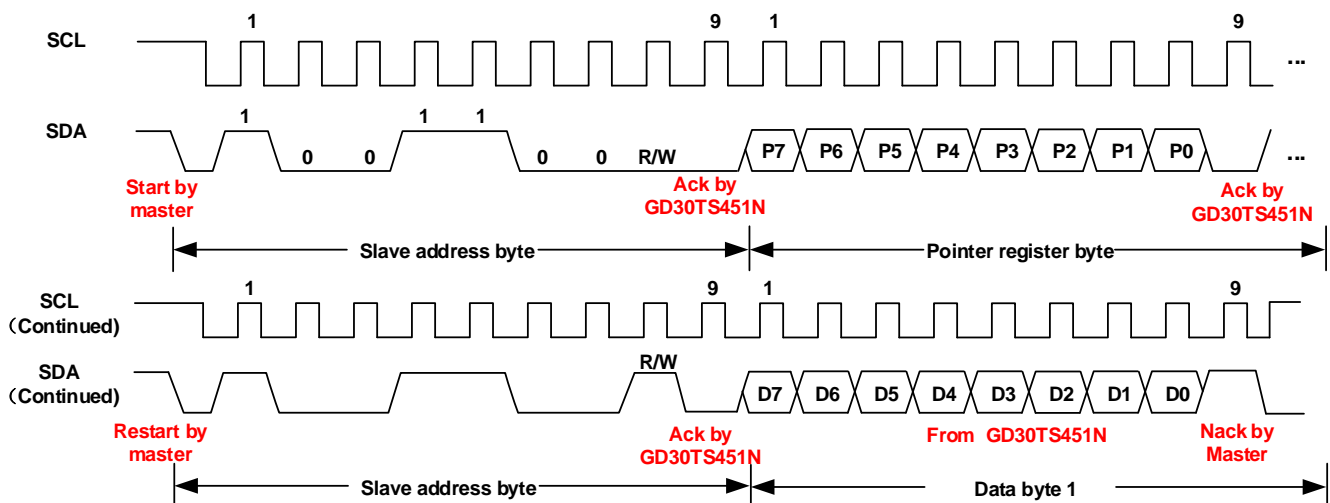 1 9 1 9
SCL
...
1 1
SDA
0 0 0 0 R/W P7 P6 P5 P4 P3 P2 P1 P0 ...
Start by
master
Ack by
GD30TS451N
Ack by
GD30TS451N
Slave address byte
Pointer register byte
1 9 1 9
SCL
(Continued)
R/W
SDA
(Continued)
D7 D6 D5 D4 D3 D2 D1 D0
Restart by
master
Ack by
GD30TS451N
From GD30TS451N
Nack by
Master
Slave address byte
Data byte 1